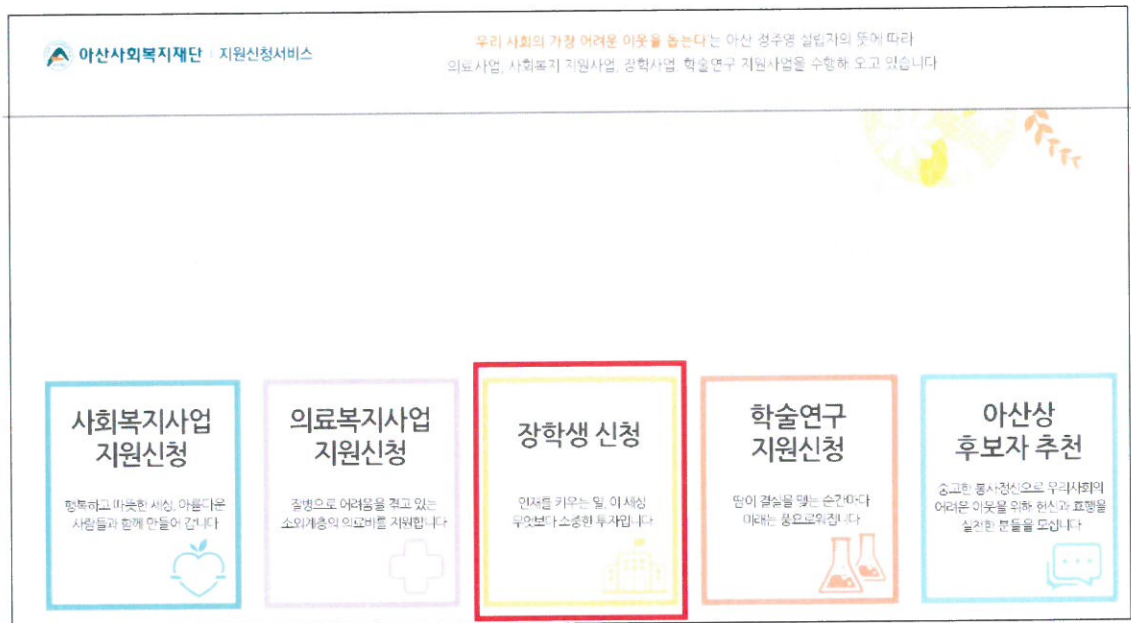 아산사회복지재단 | 지원신청서비스
우리 사회의 가장 어려운 이웃을 돕는다는 아산 정주영 설립자의 뜻에 따라
의료사업, 사회복지 지원사업, 장학사업, 학술연구 지원사업을 수행해 오고 있습니다
사회복지사업
지원신청
행복하고 따뜻한 세상, 아름다운
사람들과 함께 만들어 갑니다
의료복지사업
지원신청
질병으로 어려움을 겪고 있는
소외계층의 의료비를 지원합니다
장학생 신청
인재를 키우는 일, 이 세상
무엇보다 소중한 투자입니다
학술연구
지원신청
땀이 결실을 맺는 순간마다
미래는 풍요로워집니다
아산상
후보자 추천
숭고한 봉사정신으로 우리사회의
어려운 이웃을 위해 헌신과 효행을
실천한 분들을 모십니다